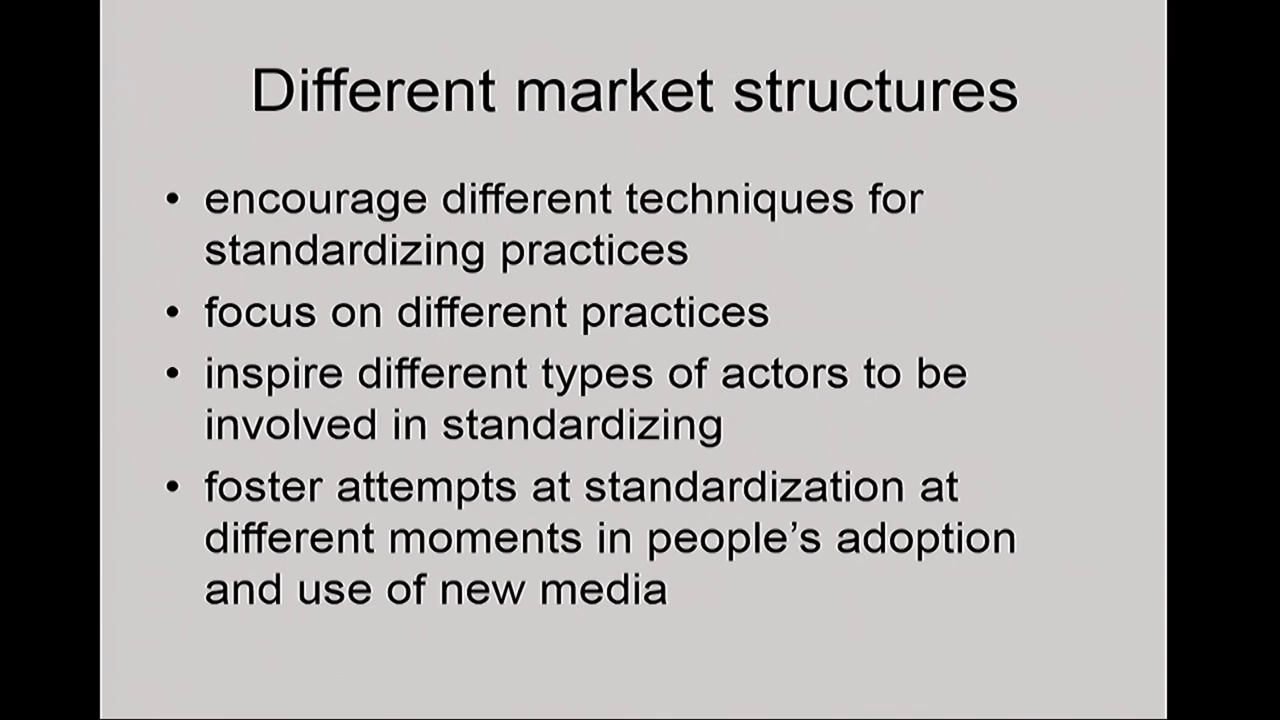 Different market structures
• encourage different techniques for
standardizing practices
• focus on different practices
• inspire different types of actors to be
involved in standardizing
• foster attempts at standardization at
different moments in people’s adoption
and use of new media